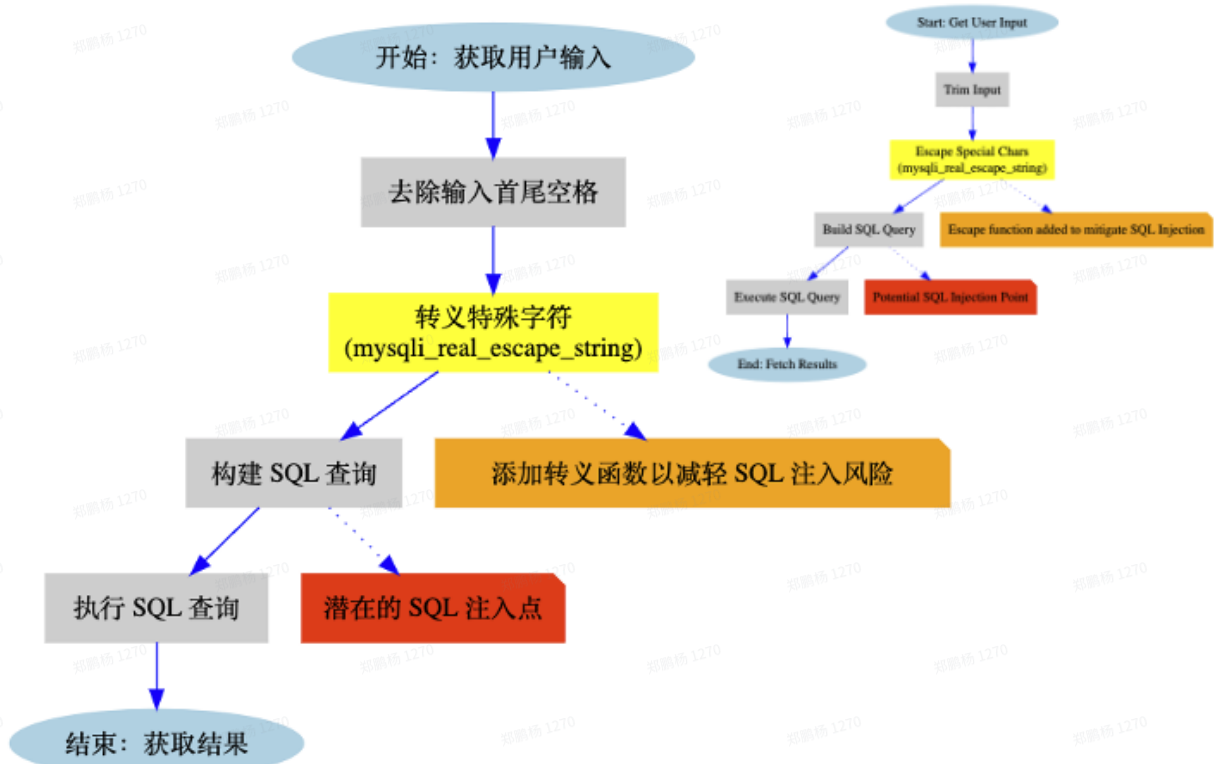 开始：获取用户输入
去除输入首尾空格
转义特殊字符
(mysqli_real_escape_string)
构建 SQL 查询
添加转义函数以减轻 SQL 注入风险
执行 SQL 查询
潜在的 SQL 注入点
结束：获取结果
Start: Get User Input
Trim Input
Escape Special Chars
(mysqli_real_escape_string)
Build SQL Query
Escape function added to mitigate SQL Injection
Execute SQL Query
Potential SQL Injection Point
End: Fetch Results
郑鹏杨 1270